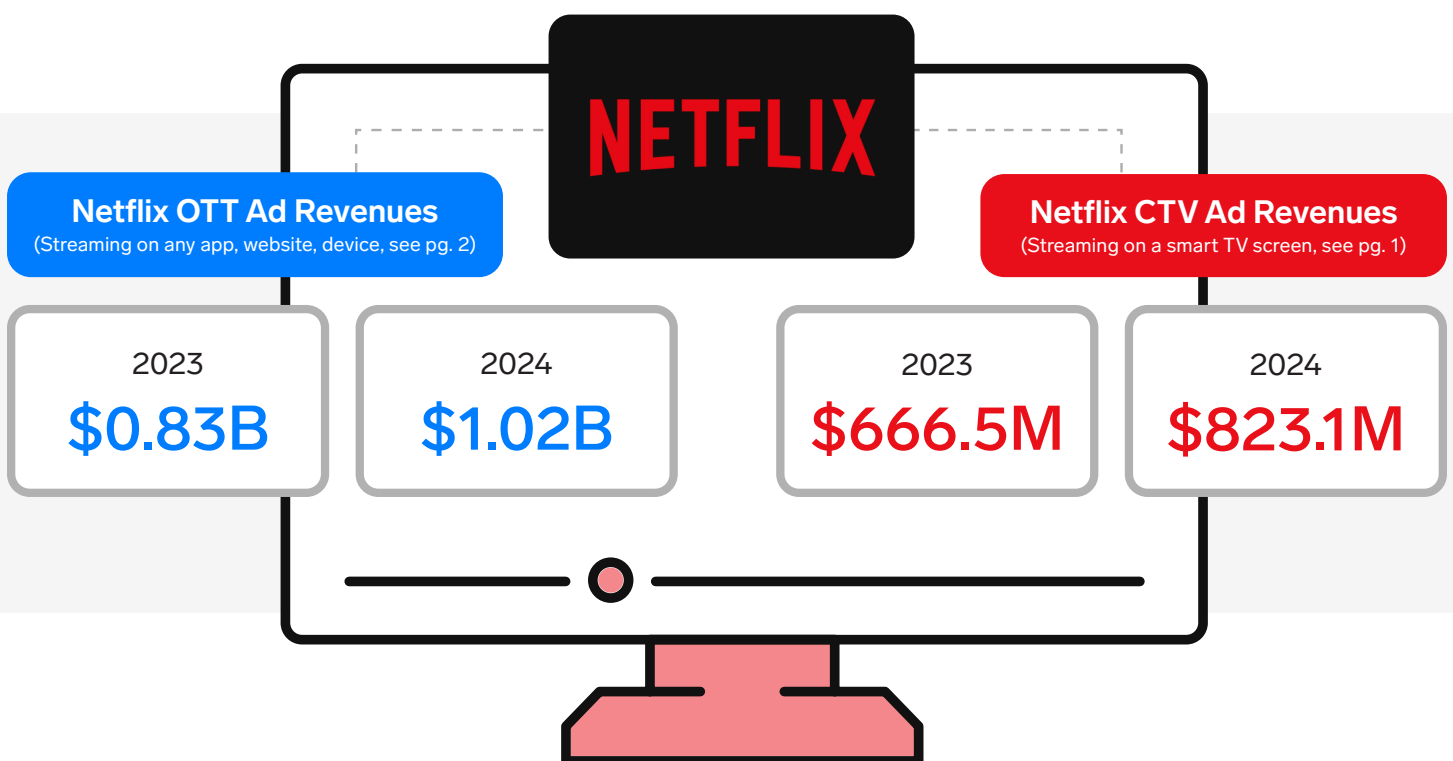 NETFLIX
Netflix OTT Ad Revenues
(Streaming on any app, website, device, see pg. 2)
2023
$0.83B
2024
$1.02B
Netflix CTV Ad Revenues
(Streaming on a smart TV screen, see pg. 1)
2023
$666.5M
2024
$823.1M